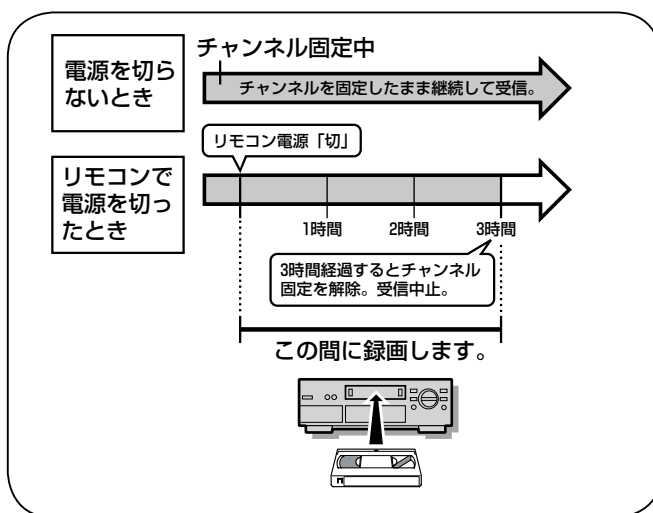 電源を切ら
ないとき
チャンネル固定中
チャンネルを固定したまま継続して受信。
リモコン電源「切」
リモコンで
電源を切っ
たとき
1時間 2時間 3時間
3時間経過するとチャンネル
固定を解除。受信中止。
この間に録画します。